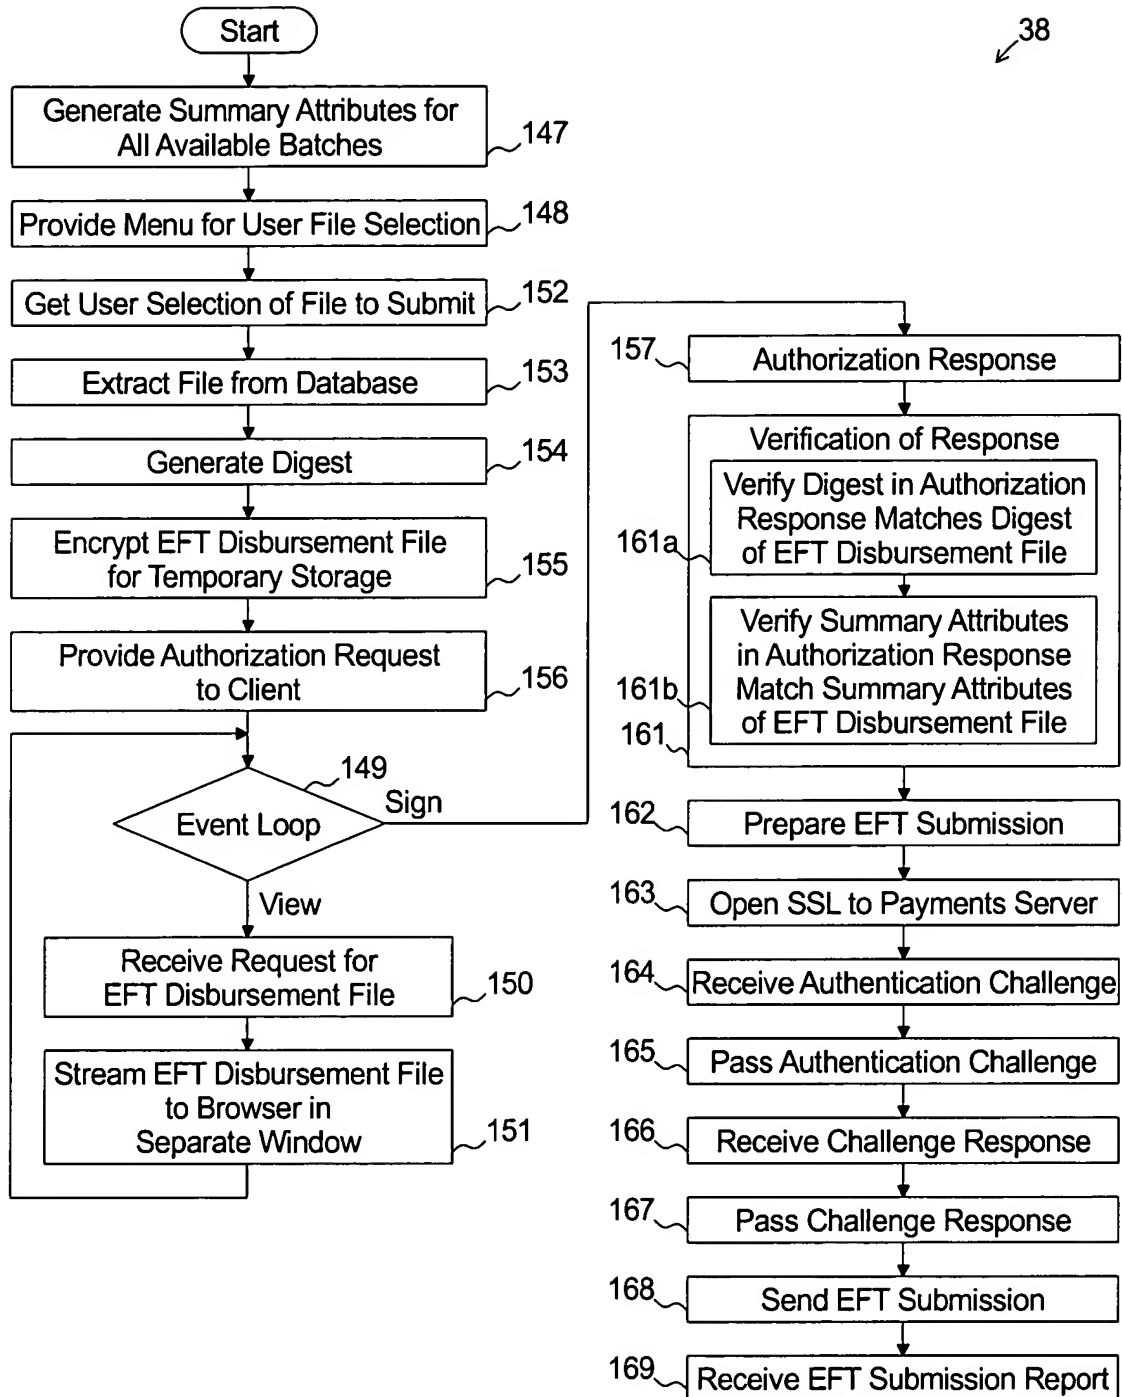 Start
38
Generate Summary Attributes for
All Available Batches
147
Provide Menu for User File Selection
148
Get User Selection of File to Submit
152
Extract File from Database
153
Generate Digest
154
Encrypt EFT Disbursement File
for Temporary Storage
155
Provide Authorization Request
to Client
156
149
Event Loop
Sign
View
Receive Request for
EFT Disbursement File
150
Stream EFT Disbursement File
to Browser in
Separate Window
151
157
Authorization Response
Verification of Response
Verify Digest in Authorization
Response Matches Digest
of EFT Disbursement File
161a
Verify Summary Attributes
in Authorization Response
Match Summary Attributes
of EFT Disbursement File
161b
161
162
Prepare EFT Submission
163
Open SSL to Payments Server
164
Receive Authentication Challenge
165
Pass Authentication Challenge
166
Receive Challenge Response
167
Pass Challenge Response
168
Send EFT Submission
169
Receive EFT Submission Report